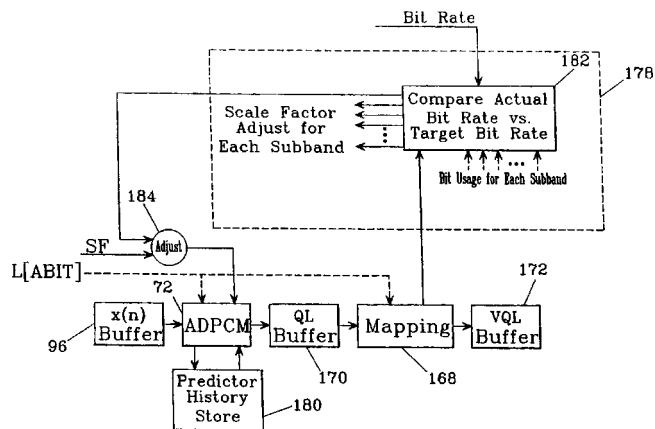 Bit Rate
182
178
Compare Actual
Bit Rate vs.
Target Bit Rate
Scale Factor
Adjust for
Each Subband
Bit Usage for Each Subband
184
SF
Adjust
L[ABIT]
72
172
x(n)
Buffer
ADPCM
QL
Buffer
Mapping
VQL
Buffer
96
170
168
Predictor
History
Store
180